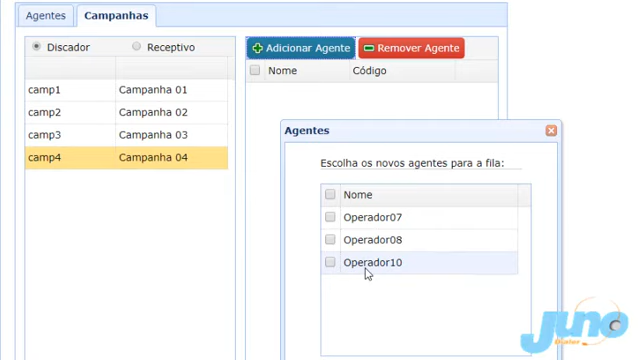 Agentes Campanhas
Discador Receptivo
camp1 Campanha 01
camp2 Campanha 02
camp3 Campanha 03
camp4 Campanha 04
Adicionar Agente Remover Agente
Nome Código
Agentes
Escolha os novos agentes para a fila:
Nome
Operador07
Operador08
Operador10
Juno
Dialer